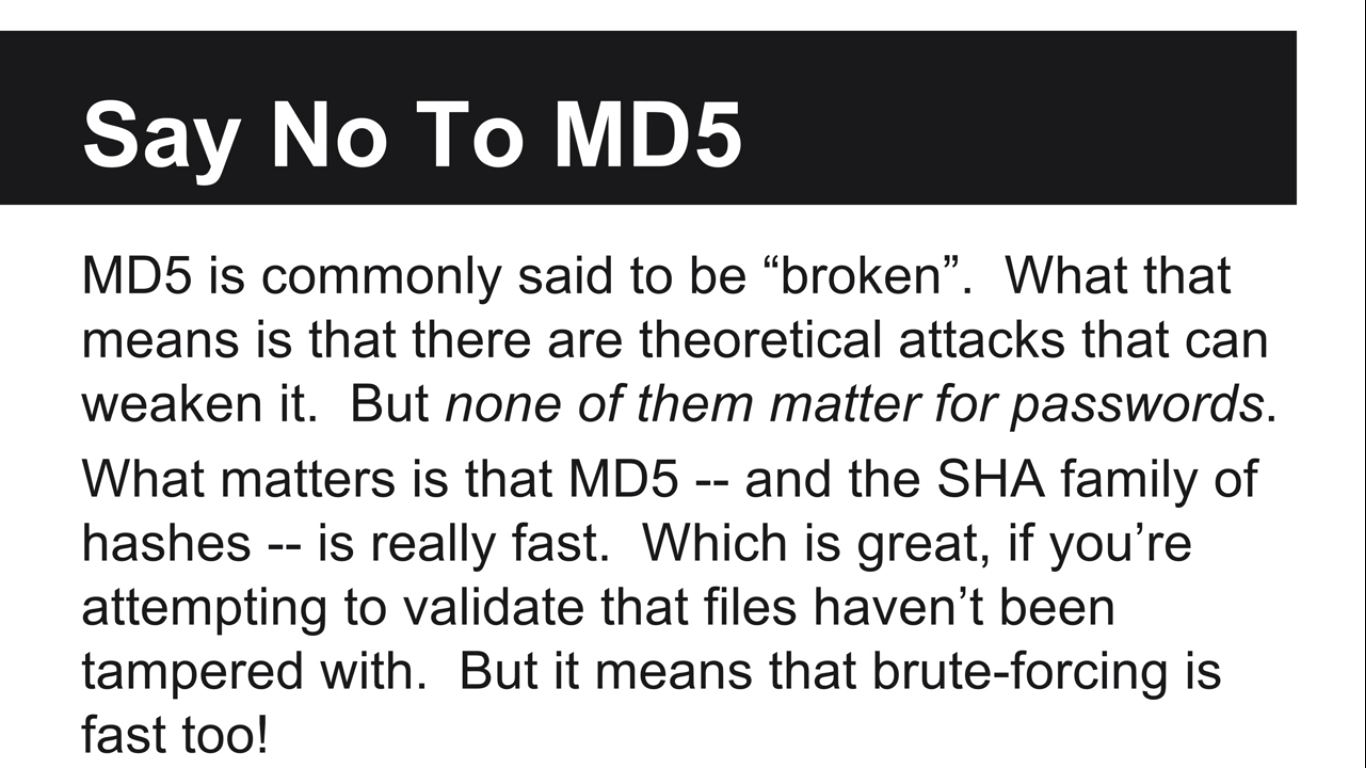 Say No To MD5
MD5 is commonly said to be “broken”.  What that
means is that there are theoretical attacks that can
weaken it.  But none of them matter for passwords.
What matters is that MD5 -- and the SHA family of
hashes -- is really fast.  Which is great, if you’re
attempting to validate that files haven’t been
tampered with.  But it means that brute-forcing is
fast too!